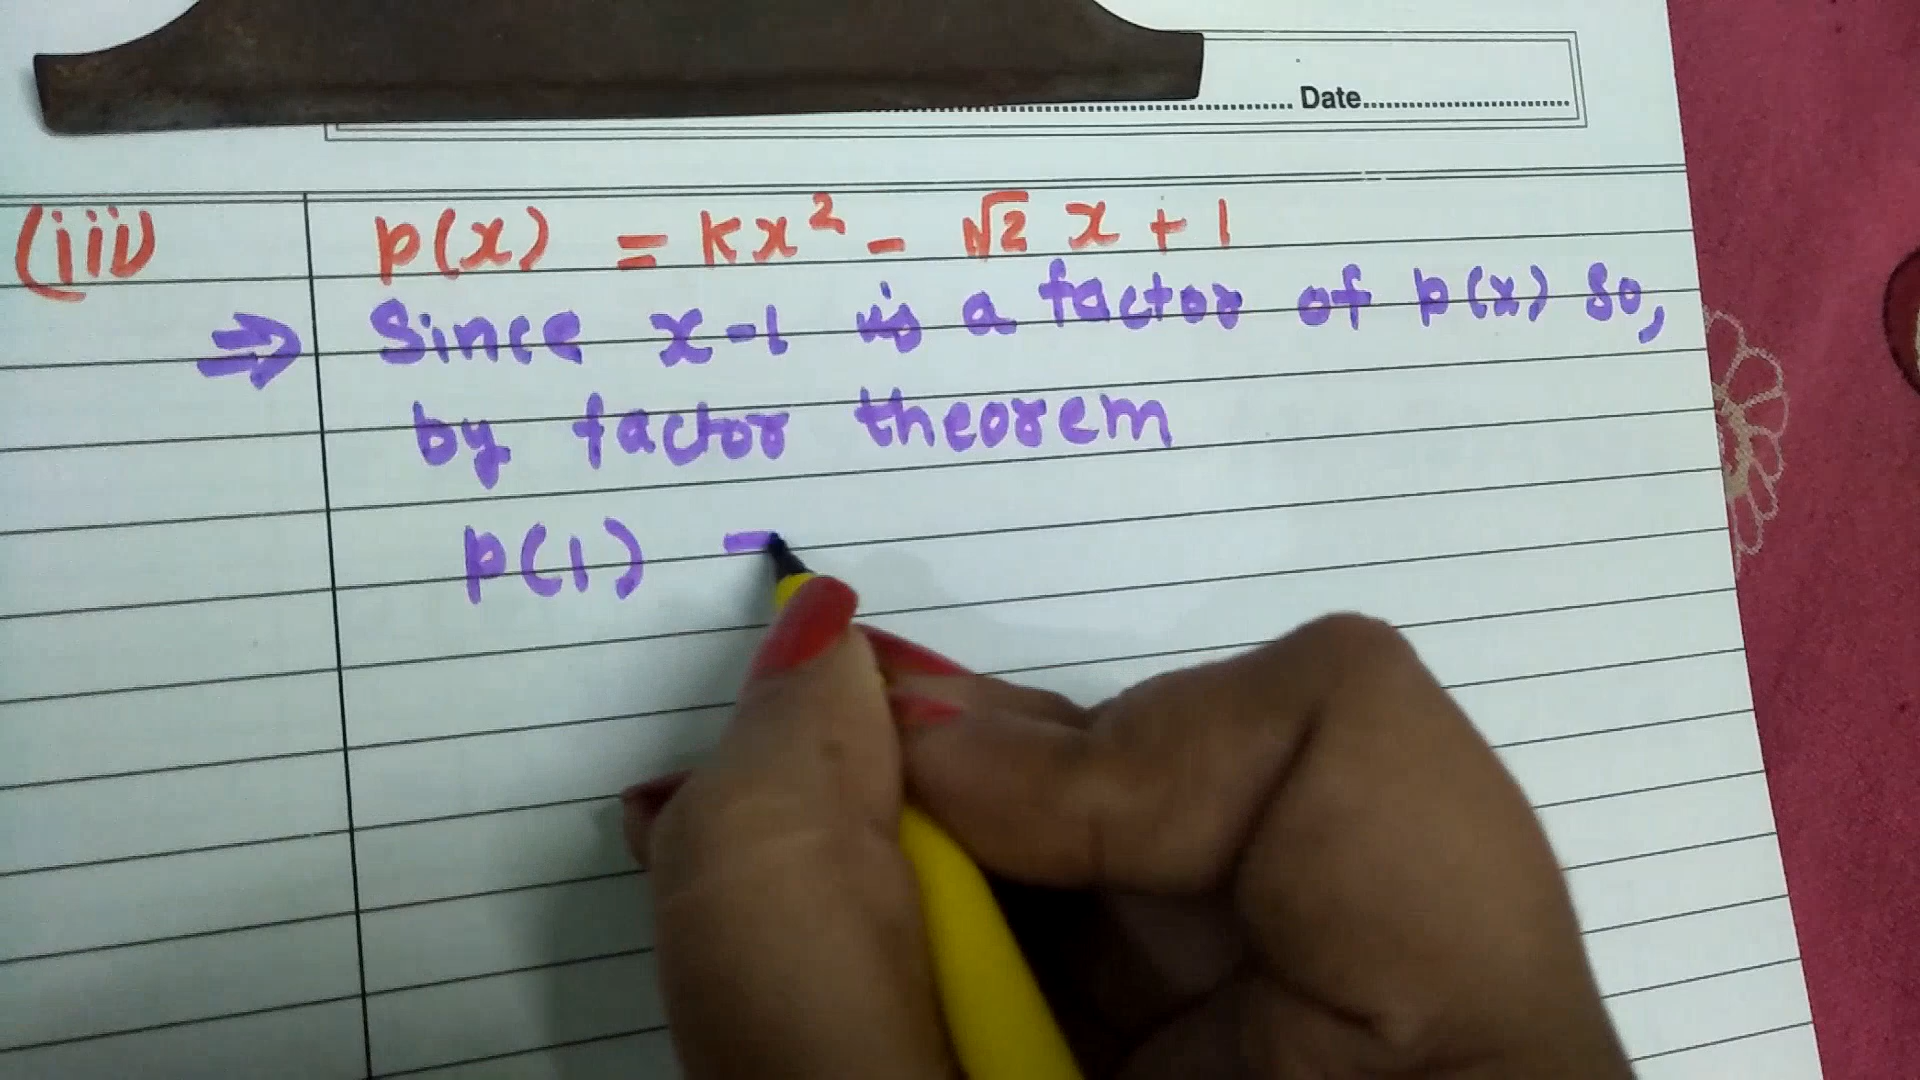 Date
(iii) p(x) = kx² - √2 x + 1
⇒ Since x-1 is a factor of p(x) so,
by factor theorem
p(1) -